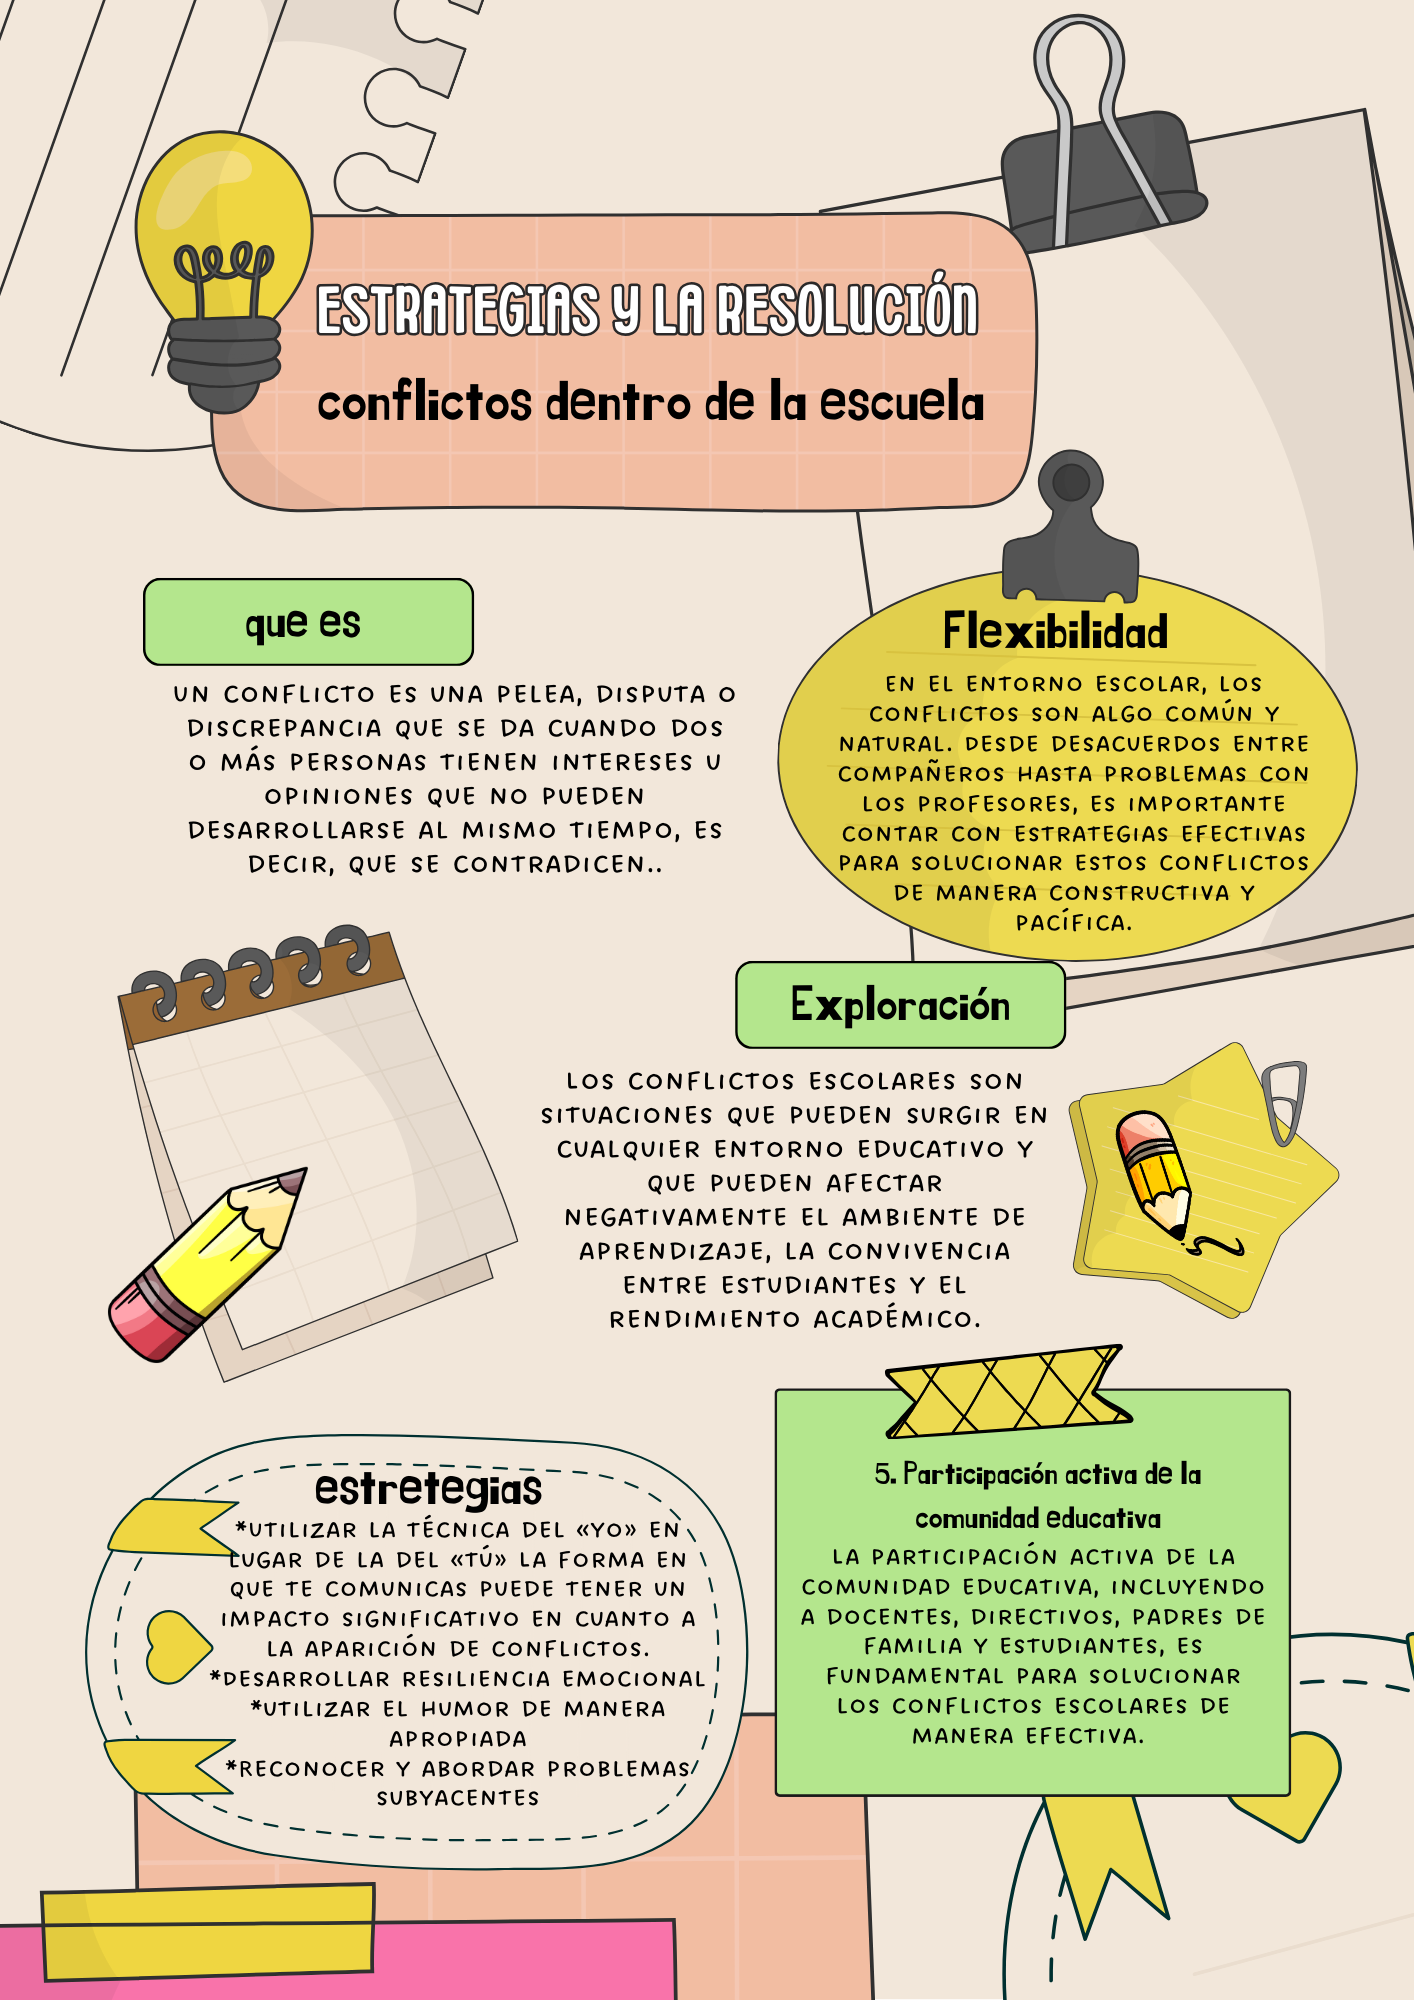 ESTRATEGIAS Y LA RESOLUCIÓN
conflictos dentro de la escuela
que es
UN CONFLICTO ES UNA PELEA, DISPUTA O
DISCREPANCIA QUE SE DA CUANDO DOS
O MÁS PERSONAS TIENEN INTERESES U
OPINIONES QUE NO PUEDEN
DESARROLLARSE AL MISMO TIEMPO, ES
DECIR, QUE SE CONTRADICEN..
Flexibilidad
EN EL ENTORNO ESCOLAR, LOS
CONFLICTOS SON ALGO COMÚN Y
NATURAL. DESDE DESACUERDOS ENTRE
COMPAÑEROS HASTA PROBLEMAS CON
LOS PROFESORES, ES IMPORTANTE
CONTAR CON ESTRATEGIAS EFECTIVAS
PARA SOLUCIONAR ESTOS CONFLICTOS
DE MANERA CONSTRUCTIVA Y
PACÍFICA.
Exploración
LOS CONFLICTOS ESCOLARES SON
SITUACIONES QUE PUEDEN SURGIR EN
CUALQUIER ENTORNO EDUCATIVO Y
QUE PUEDEN AFECTAR
NEGATIVAMENTE EL AMBIENTE DE
APRENDIZAJE, LA CONVIVENCIA
ENTRE ESTUDIANTES Y EL
RENDIMIENTO ACADÉMICO.
estretegias
*UTILIZAR LA TÉCNICA DEL «YO» EN
LUGAR DE LA DEL «TÚ» LA FORMA EN
QUE TE COMUNICAS PUEDE TENER UN
IMPACTO SIGNIFICATIVO EN CUANTO A
LA APARICIÓN DE CONFLICTOS.
*DESARROLLAR RESILIENCIA EMOCIONAL
*UTILIZAR EL HUMOR DE MANERA
APROPIADA
*RECONOCER Y ABORDAR PROBLEMAS
SUBYACENTES
5. Participación activa de la
comunidad educativa
LA PARTICIPACIÓN ACTIVA DE LA
COMUNIDAD EDUCATIVA, INCLUYENDO
A DOCENTES, DIRECTIVOS, PADRES DE
FAMILIA Y ESTUDIANTES, ES
FUNDAMENTAL PARA SOLUCIONAR
LOS CONFLICTOS ESCOLARES DE
MANERA EFECTIVA.